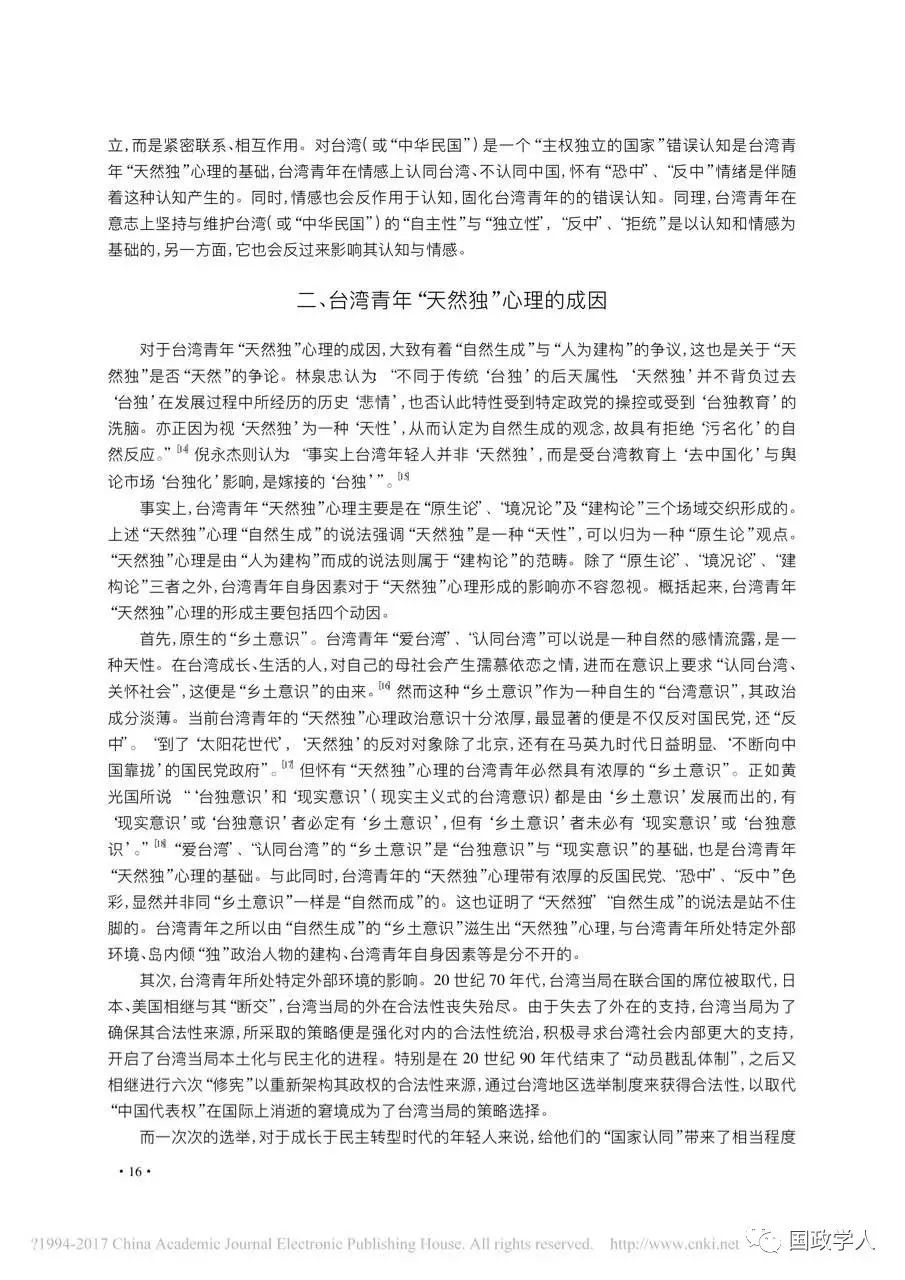 立,而是紧密联系、相互作用。对台湾(或“中华民国”)是一个“主权独立的国家”错误认知是台湾青
年“天然独”心理的基础,台湾青年在情感上认同台湾、不认同中国,怀有“恐中”、“反中”情绪是伴随
着这种认知产生的。同时,情感也会反作用于认知,固化台湾青年的的错误认知。同理,台湾青年在
意志上坚持与维护台湾(或“中华民国”)的“自主性”与“独立性”,“反中”、“拒统”是以认知和情感为
基础的,另一方面,它也会反过来影响其认知与情感。
二、台湾青年“天然独”心理的成因
对于台湾青年“天然独”心理的成因,大致有着“自然生成”与“人为建构”的争议,这也是关于“天
然独”是否“天然”的争论。林泉忠认为:“不同于传统‘台独’的后天属性,‘天然独’并不背负过去
‘台独’在发展过程中所经历的历史‘悲情’,也否认此特性受到特定政党的操控或受到‘台独教育’的
洗脑。亦正因为视‘天然独’为一种‘天性’,从而认定为自然生成的观念,故具有拒绝‘污名化’的自
然反应。”[14]倪永杰则认为:“事实上台湾年轻人并非‘天然独’,而是受台湾教育上‘去中国化’与舆
论市场‘台独化’影响,是嫁接的‘台独’”。[15]
事实上,台湾青年“天然独”心理主要是在“原生论”、“境况论”及“建构论”三个场域交织形成的。
上述“天然独”心理“自然生成”的说法强调“天然独”是一种“天性”,可以归为一种“原生论”观点。
“天然独”心理是由“人为建构”而成的说法则属于“建构论”的范畴。除了“原生论”、“境况论”、“建
构论”三者之外,台湾青年自身因素对于“天然独”心理形成的影响亦不容忽视。概括起来,台湾青年
“天然独”心理的形成主要包括四个动因。
首先,原生的“乡土意识”。台湾青年“爱台湾”、“认同台湾”可以说是一种自然的感情流露,是一
种天性。在台湾成长、生活的人,对自己的母社会产生孺慕依恋之情,进而在意识上要求“认同台湾、
关怀社会”,这便是“乡土意识”的由来。[16]然而这种“乡土意识”作为一种自生的“台湾意识”,其政治
成分淡薄。当前台湾青年的“天然独”心理政治意识十分浓厚,最显著的便是不仅反对国民党,还“反
中”。“到了‘太阳花世代’,‘天然独’的反对对象除了北京,还有在马英九时代日益明显、‘不断向中
国靠拢’的国民党政府”。[17]但怀有“天然独”心理的台湾青年必然具有浓厚的“乡土意识”。正如黄
光国所说:“‘台独意识’和‘现实意识’(现实主义式的台湾意识)都是由‘乡土意识’发展而出的,有
‘现实意识’或‘台独意识’者必定有‘乡土意识’,但有‘乡土意识’者未必有‘现实意识’或‘台独意
识’。”[18]“爱台湾”、“认同台湾”的“乡土意识”是“台独意识”与“现实意识”的基础,也是台湾青年
“天然独”心理的基础。与此同时,台湾青年的“天然独”心理带有浓厚的反国民党、“恐中”、“反中”色
彩,显然并非同“乡土意识”一样是“自然而成”的。这也证明了“天然独”“自然生成”的说法是站不住
脚的。台湾青年之所以由“自然生成”的“乡土意识”滋生出“天然独”心理,与台湾青年所处特定外部
环境、岛内倾“独”政治人物的建构、台湾青年自身因素等是分不开的。
其次,台湾青年所处特定外部环境的影响。20 世纪 70 年代,台湾当局在联合国的席位被取代,日
本、美国相继与其“断交”,台湾当局的外在合法性丧失殆尽。由于失去了外在的支持,台湾当局为了
确保其合法性来源,所采取的策略便是强化对内的合法性统治,积极寻求台湾社会内部更大的支持,
开启了台湾当局本土化与民主化的进程。特别是在 20 世纪 90 年代结束了“动员戡乱体制”,之后又
相继进行六次“修宪”以重新架构其政权的合法性来源,通过台湾地区选举制度来获得合法性,以取代
“中国代表权”在国际上消逝的窘境成为了台湾当局的策略选择。
而一次次的选举,对于成长于民主转型时代的年轻人来说,给他们的“国家认同”带来了相当程度
·16·
?1994-2017 China Academic Journal Electronic Publishing House. All rights reserved. http://www.cnki.net
国政学人